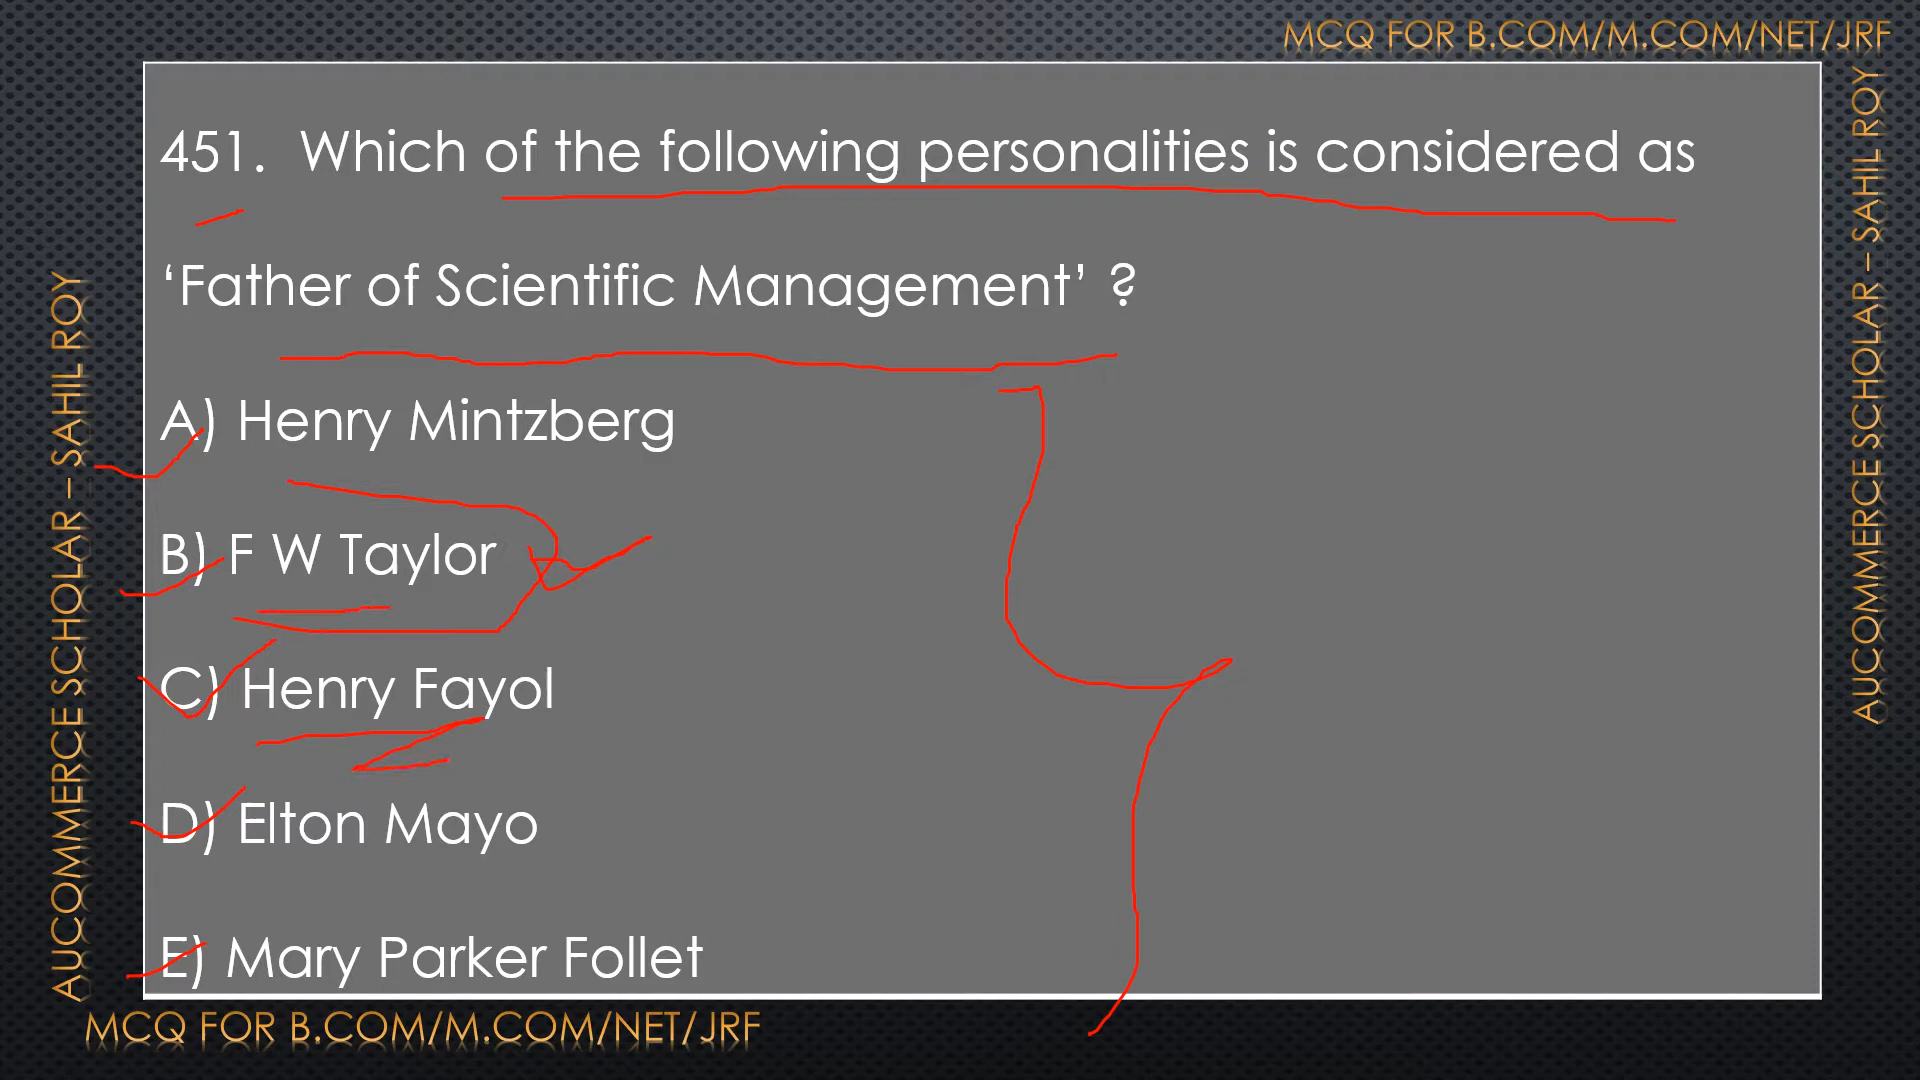 MCQ FOR B.COM/M.COM/NET/JRF
451. Which of the following personalities is considered as
‘Father of Scientific Management’ ?
A) Henry Mintzberg
B) F W Taylor
C) Henry Fayol
D) Elton Mayo
E) Mary Parker Follet
AUCOMMERCE SCHOLAR – SAHIL ROY
AUCOMMERCE SCHOLAR – SAHIL ROY
MCQ FOR B.COM/M.COM/NET/JRF